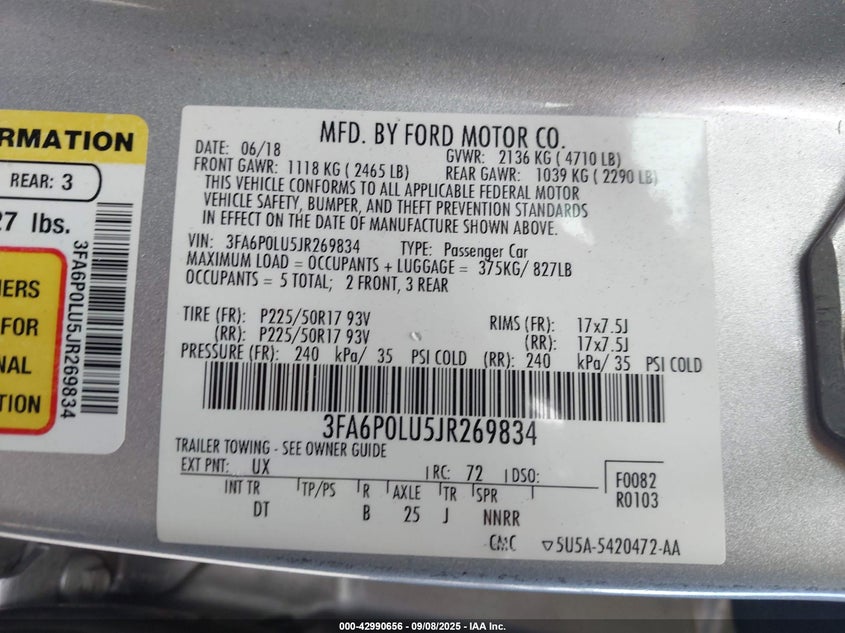 RMATION
REAR: 3
27 lbs.
3FA6P0LU5JR269834
ERS
FOR
NAL
TION
MFD. BY FORD MOTOR CO.
DATE: 06/18 GVWR: 2136 KG ( 4710 LB)
FRONT GAWR: 1118 KG ( 2465 LB) REAR GAWR: 1039 KG ( 2290 LB)
THIS VEHICLE CONFORMS TO ALL APPLICABLE FEDERAL MOTOR
VEHICLE SAFETY, BUMPER, AND THEFT PREVENTION STANDARDS
IN EFFECT ON THE DATE OF MANUFACTURE SHOWN ABOVE.
VIN: 3FA6P0LU5JR269834 TYPE: Passenger Car
MAXIMUM LOAD = OCCUPANTS + LUGGAGE = 375KG/ 827LB
OCCUPANTS = 5 TOTAL; 2 FRONT, 3 REAR
TIRE (FR): P225/50R17 93V RIMS (FR): 17x7.5J
(RR): P225/50R17 93V (RR): 17x7.5J
PRESSURE (FR): 240 kPa/ 35 PSI COLD (RR): 240 kPa/ 35 PSI COLD
3FA6P0LU5JR269834
TRAILER TOWING - SEE OWNER GUIDE
EXT PNT: UX RC: 72 DSO: F0082
INT TR TP/PS R AXLE TR SPR R0103
DT B 25 J NNRR
CMC ▽5U5A-5420472-AA
000-42990656 - 09/08/2025 - IAA Inc.